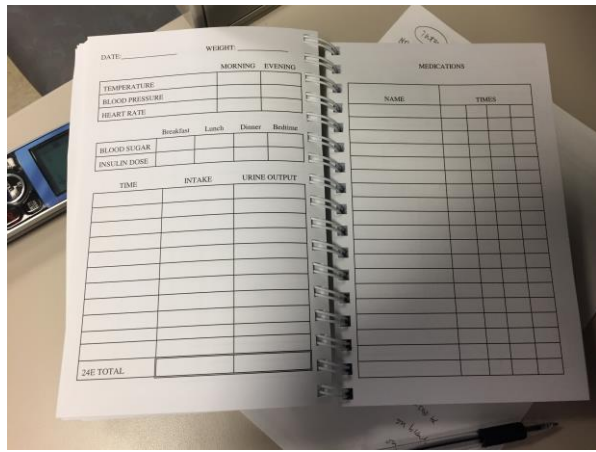 DATE: WEIGHT:
MORNING EVENING
TEMPERATURE
BLOOD PRESSURE
HEART RATE
Breakfast Lunch Dinner Bedtime
BLOOD SUGAR
INSULIN DOSE
TIME INTAKE URINE OUTPUT
24E TOTAL
MEDICATIONS
NAME TIMES